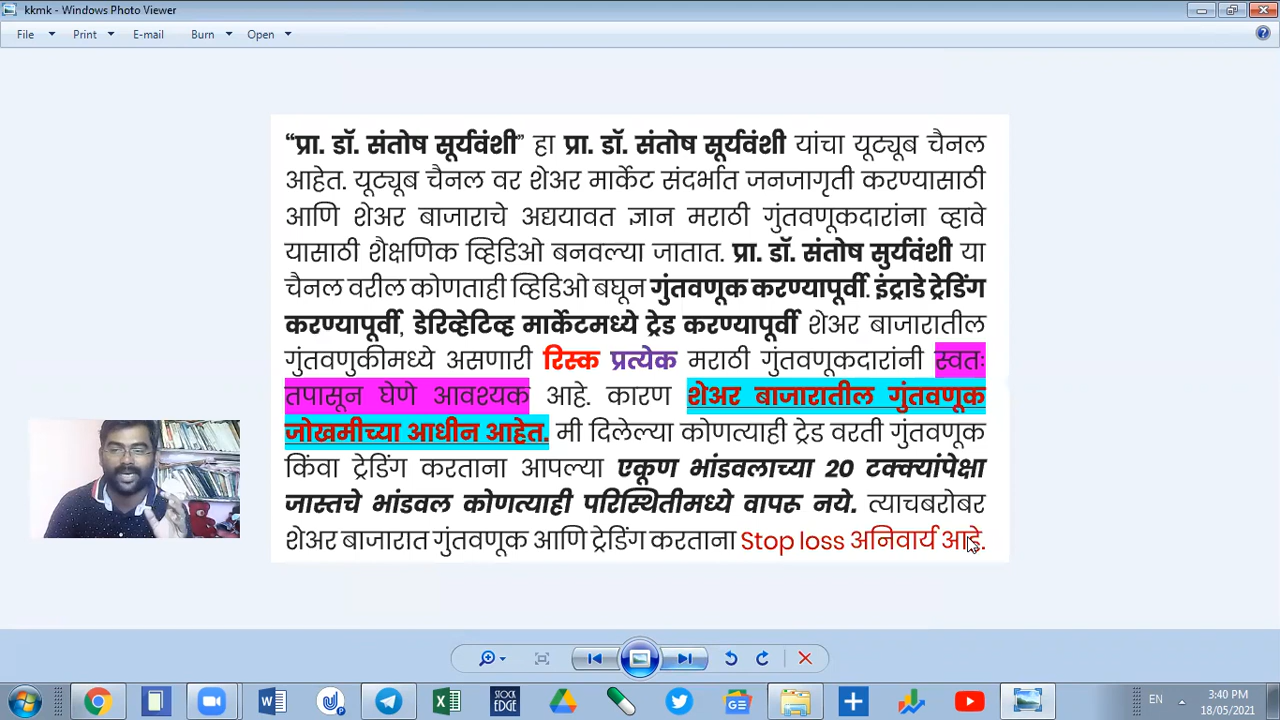 kkmk - Windows Photo Viewer
File Print E-mail Burn Open
“प्रा. डॉ. संतोष सूर्यवंशी” हा प्रा. डॉ. संतोष सूर्यवंशी यांचा यूट्यूब चैनल
आहेत. यूट्यूब चैनल वर शेअर मार्केट संदर्भात जनजागृती करण्यासाठी
आणि शेअर बाजाराचे अद्ययावत ज्ञान मराठी गुंतवणूकदारांना व्हावे
यासाठी शैक्षणिक व्हिडिओ बनवल्या जातात. प्रा. डॉ. संतोष सुर्यवंशी या
चैनल वरील कोणताही व्हिडिओ बघून गुंतवणूक करण्यापूर्वी. इंट्राडे ट्रेडिंग
करण्यापूर्वी, डेरिव्हेटिव्ह मार्केटमध्ये ट्रेड करण्यापूर्वी शेअर बाजारातील
गुंतवणुकीमध्ये असणारी रिस्क प्रत्येक मराठी गुंतवणूकदारांनी स्वतः
तपासून घेणे आवश्यक आहे. कारण शेअर बाजारातील गुंतवणूक
जोखमीच्या आधीन आहेत. मी दिलेल्या कोणत्याही ट्रेड वरती गुंतवणूक
किंवा ट्रेडिंग करताना आपल्या एकूण भांडवलाच्या 20 टक्क्यांपेक्षा
जास्तचे भांडवल कोणत्याही परिस्थितीमध्ये वापरू नये. त्याचबरोबर
शेअर बाजारात गुंतवणूक आणि ट्रेडिंग करताना Stop loss अनिवार्य आहे.
STOCK
EDGE
EN
3:40 PM
18/05/2021